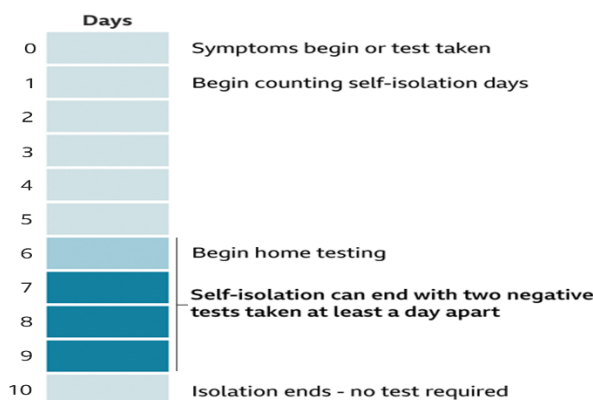 Days
0 Symptoms begin or test taken
1 Begin counting self-isolation days
2
3
4
5
6 Begin home testing
7 Self-isolation can end with two negative
8 tests taken at least a day apart
9
10 Isolation ends - no test required